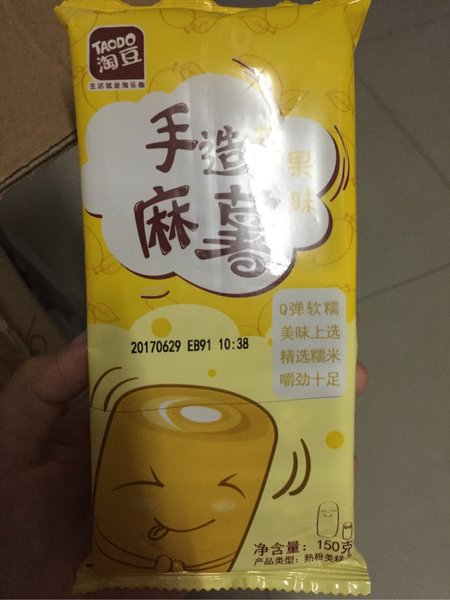 TAODO
淘豆
生活就是淘乐趣
手造
麻薯
果味
Q弹软糯
美味上选
精选糯米
嚼劲十足
20170629 EB91 10:38
净含量：150克
产品类型：熟粉类糕